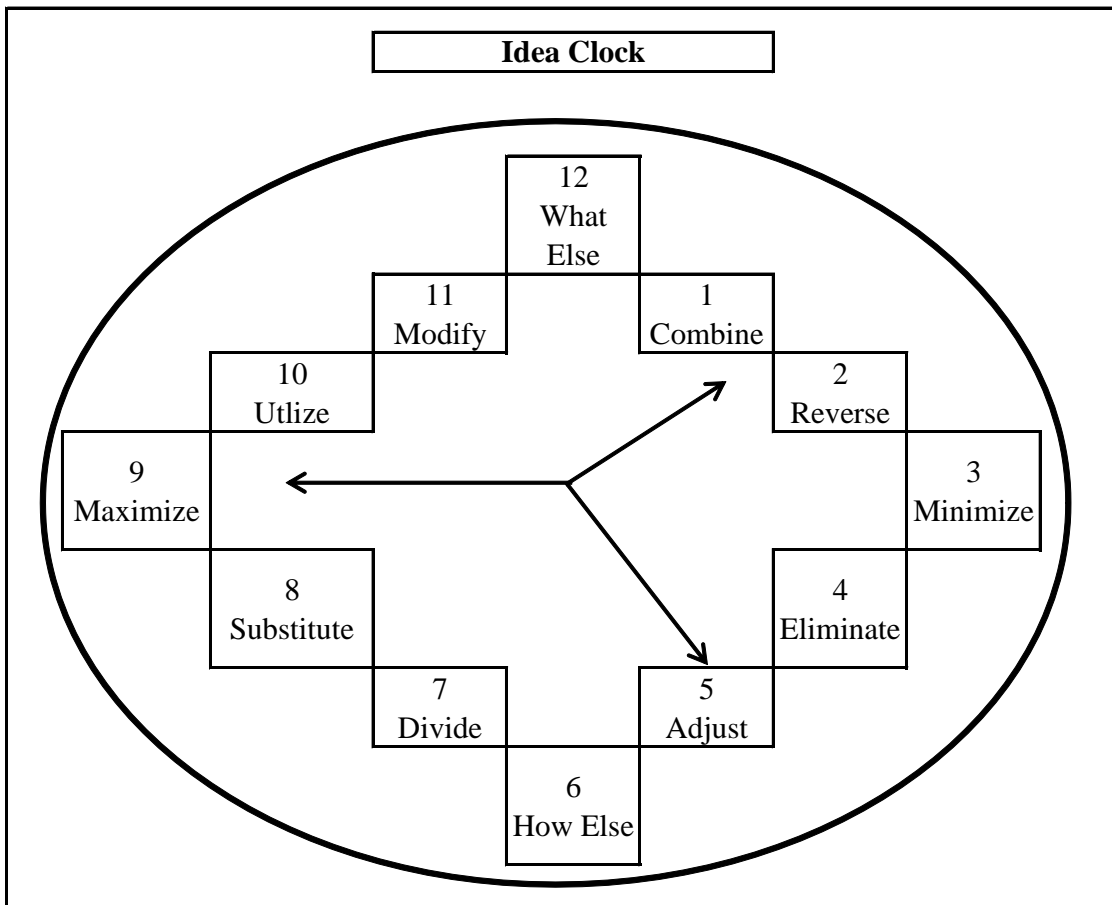 Idea Clock
12
What
Else
11
Modify
1
Combine
10
Utlize
2
Reverse
9
Maximize
3
Minimize
8
Substitute
4
Eliminate
7
Divide
5
Adjust
6
How Else